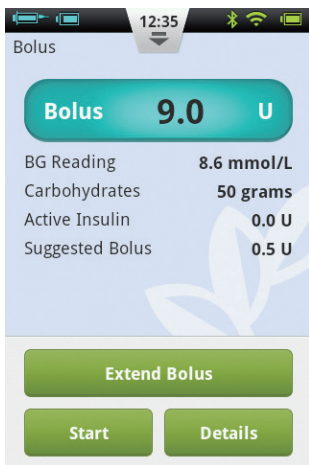 12:35
Bolus
Bolus 9.0 U
BG Reading 8.6 mmol/L
Carbohydrates 50 grams
Active Insulin 0.0 U
Suggested Bolus 0.5 U
Extend Bolus
Start Details